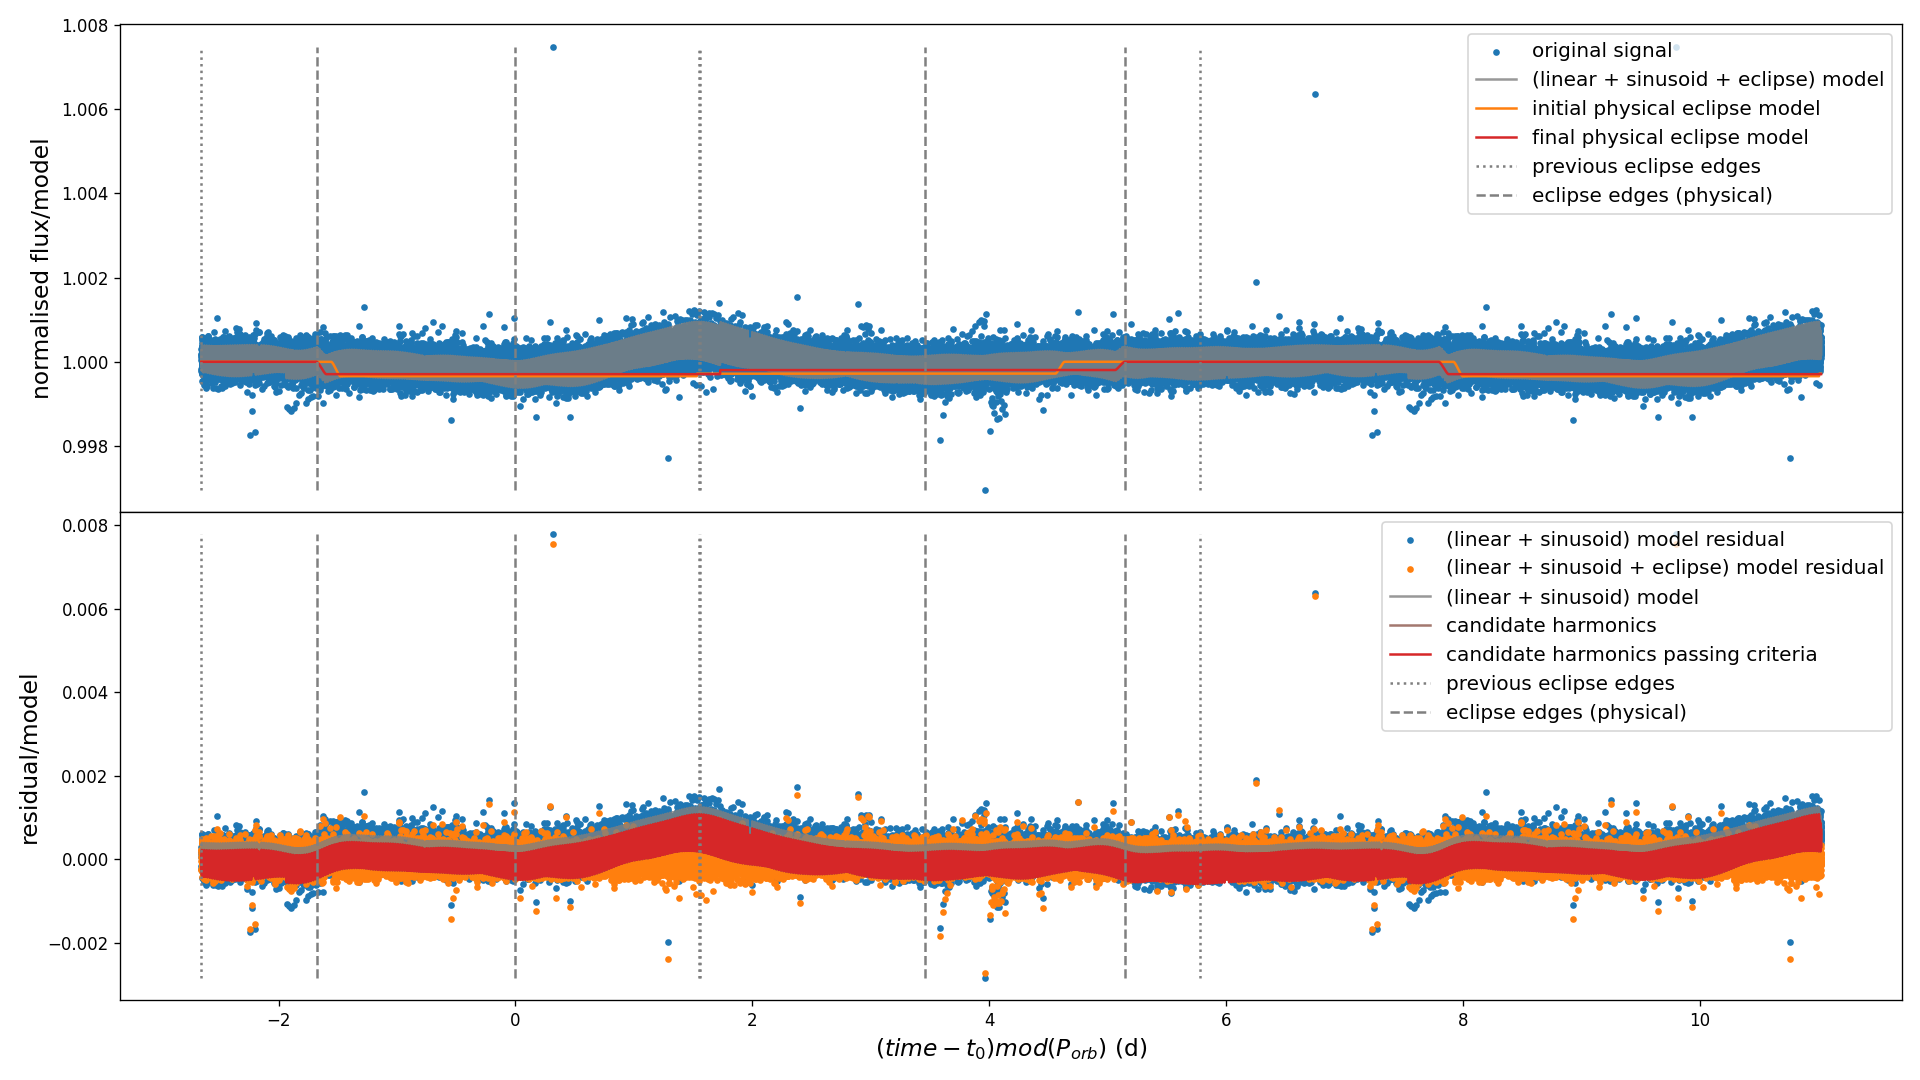 normalised flux/model
1.008
1.006
1.004
1.002
1.000
0.998
original signal
(linear + sinusoid + eclipse) model
initial physical eclipse model
final physical eclipse model
previous eclipse edges
eclipse edges (physical)
residual/model
0.008
0.006
0.004
0.002
0.000
−0.002
(linear + sinusoid) model residual
(linear + sinusoid + eclipse) model residual
(linear + sinusoid) model
candidate harmonics
candidate harmonics passing criteria
previous eclipse edges
eclipse edges (physical)
−2 0 2 4 6 8 10
(time − t0)mod(Porb) (d)